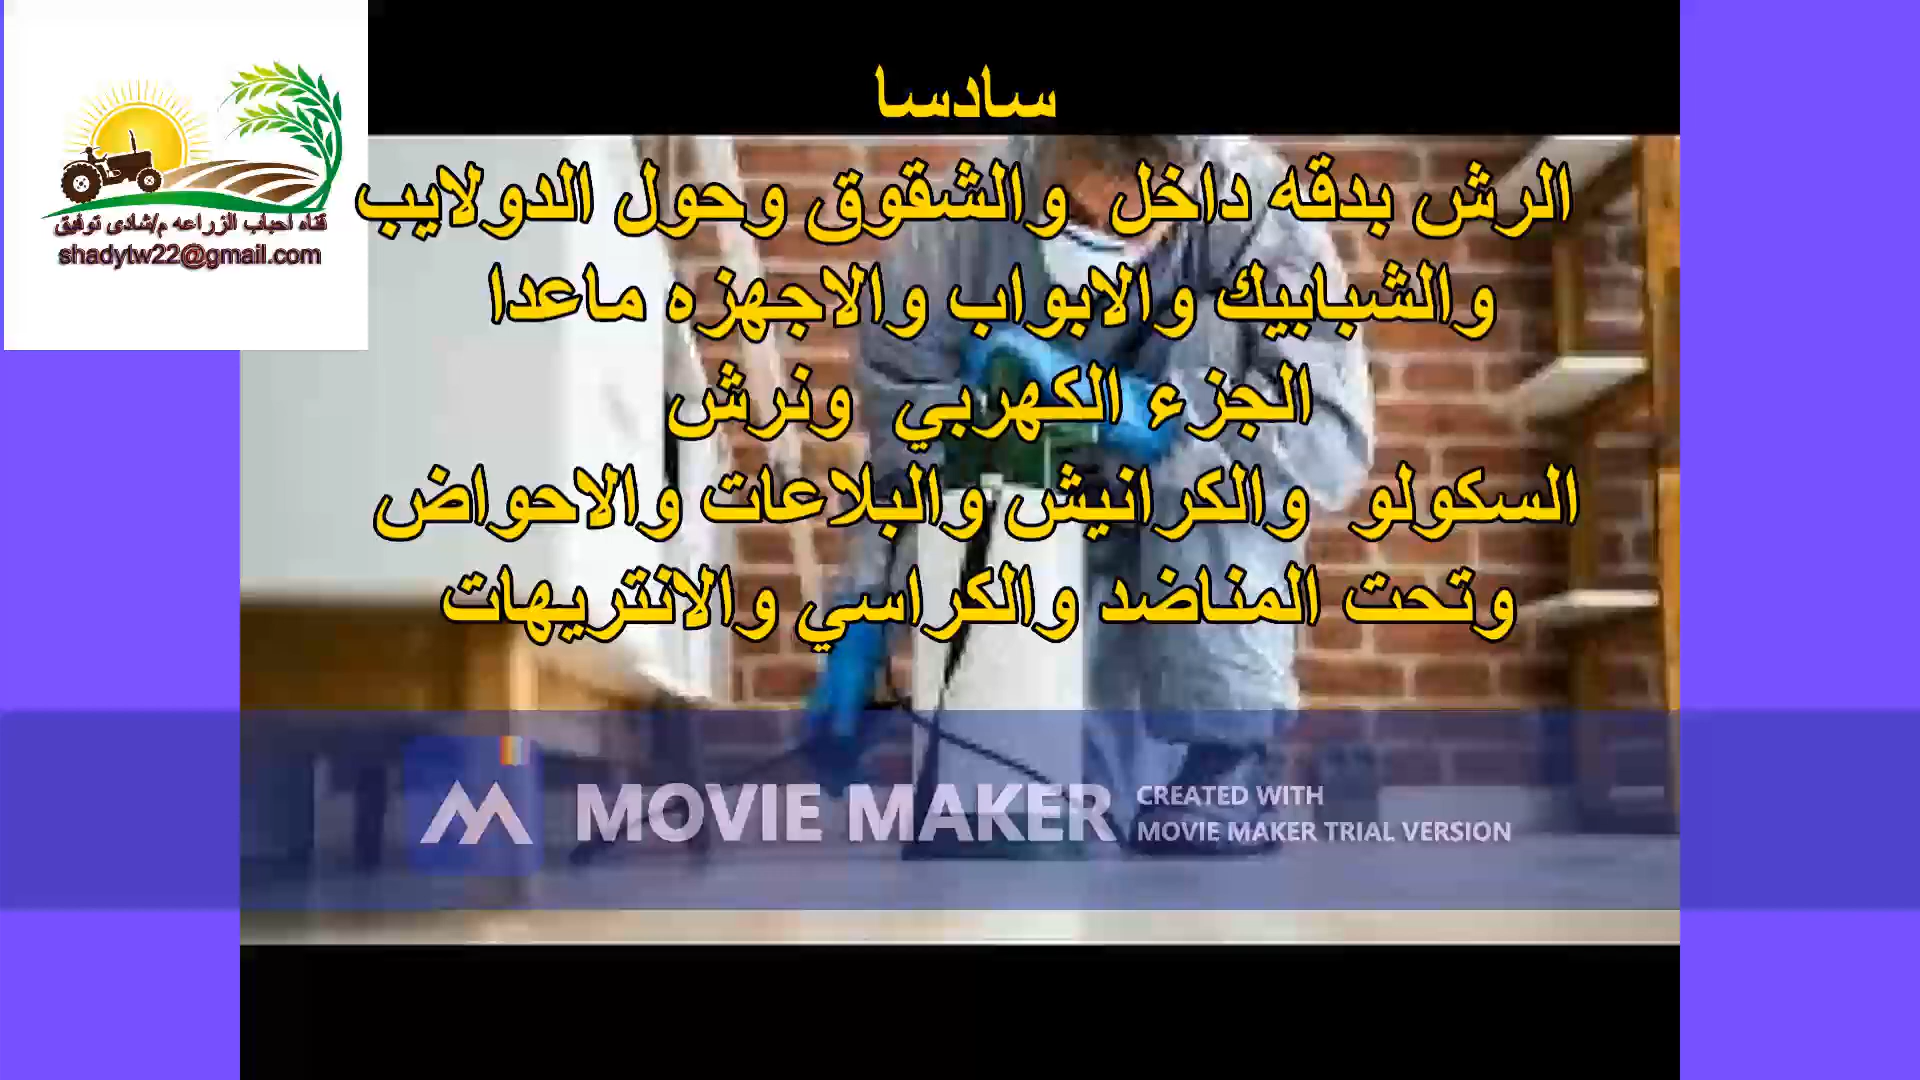 سادسا
الرش بدقه داخل والشقوق وحول الدولايب
والشبابيك والابواب والاجهزه ماعدا
الجزء الكهربي ونرش
السكولو والكرانيش والبلاعات والاحواض
وتحت المناضد والكراسي والانتريهات
قناه احباب الزراعه م/شادى توفيق
shadytw22@gmail.com
MOVIE MAKER
CREATED WITH
MOVIE MAKER TRIAL VERSION